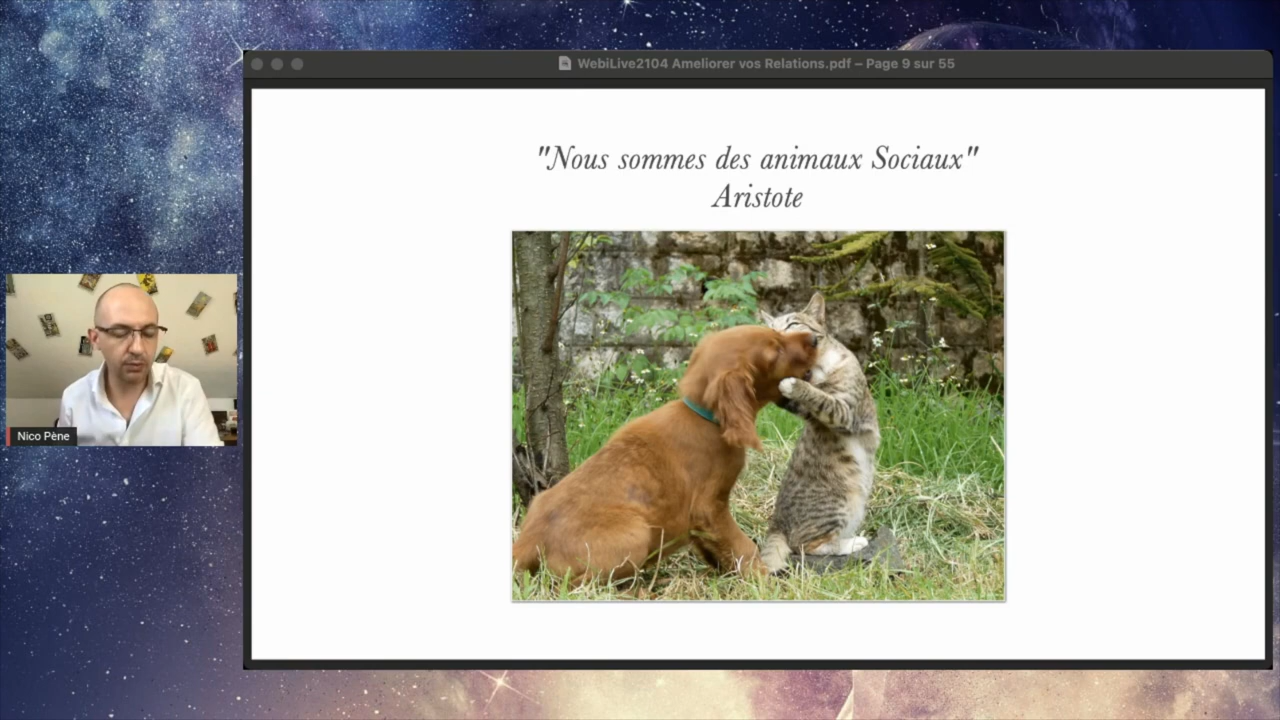 WebiLive2104 Ameliorer vos Relations.pdf – Page 9 sur 55
"Nous sommes des animaux Sociaux"
Aristote
Nico Pène